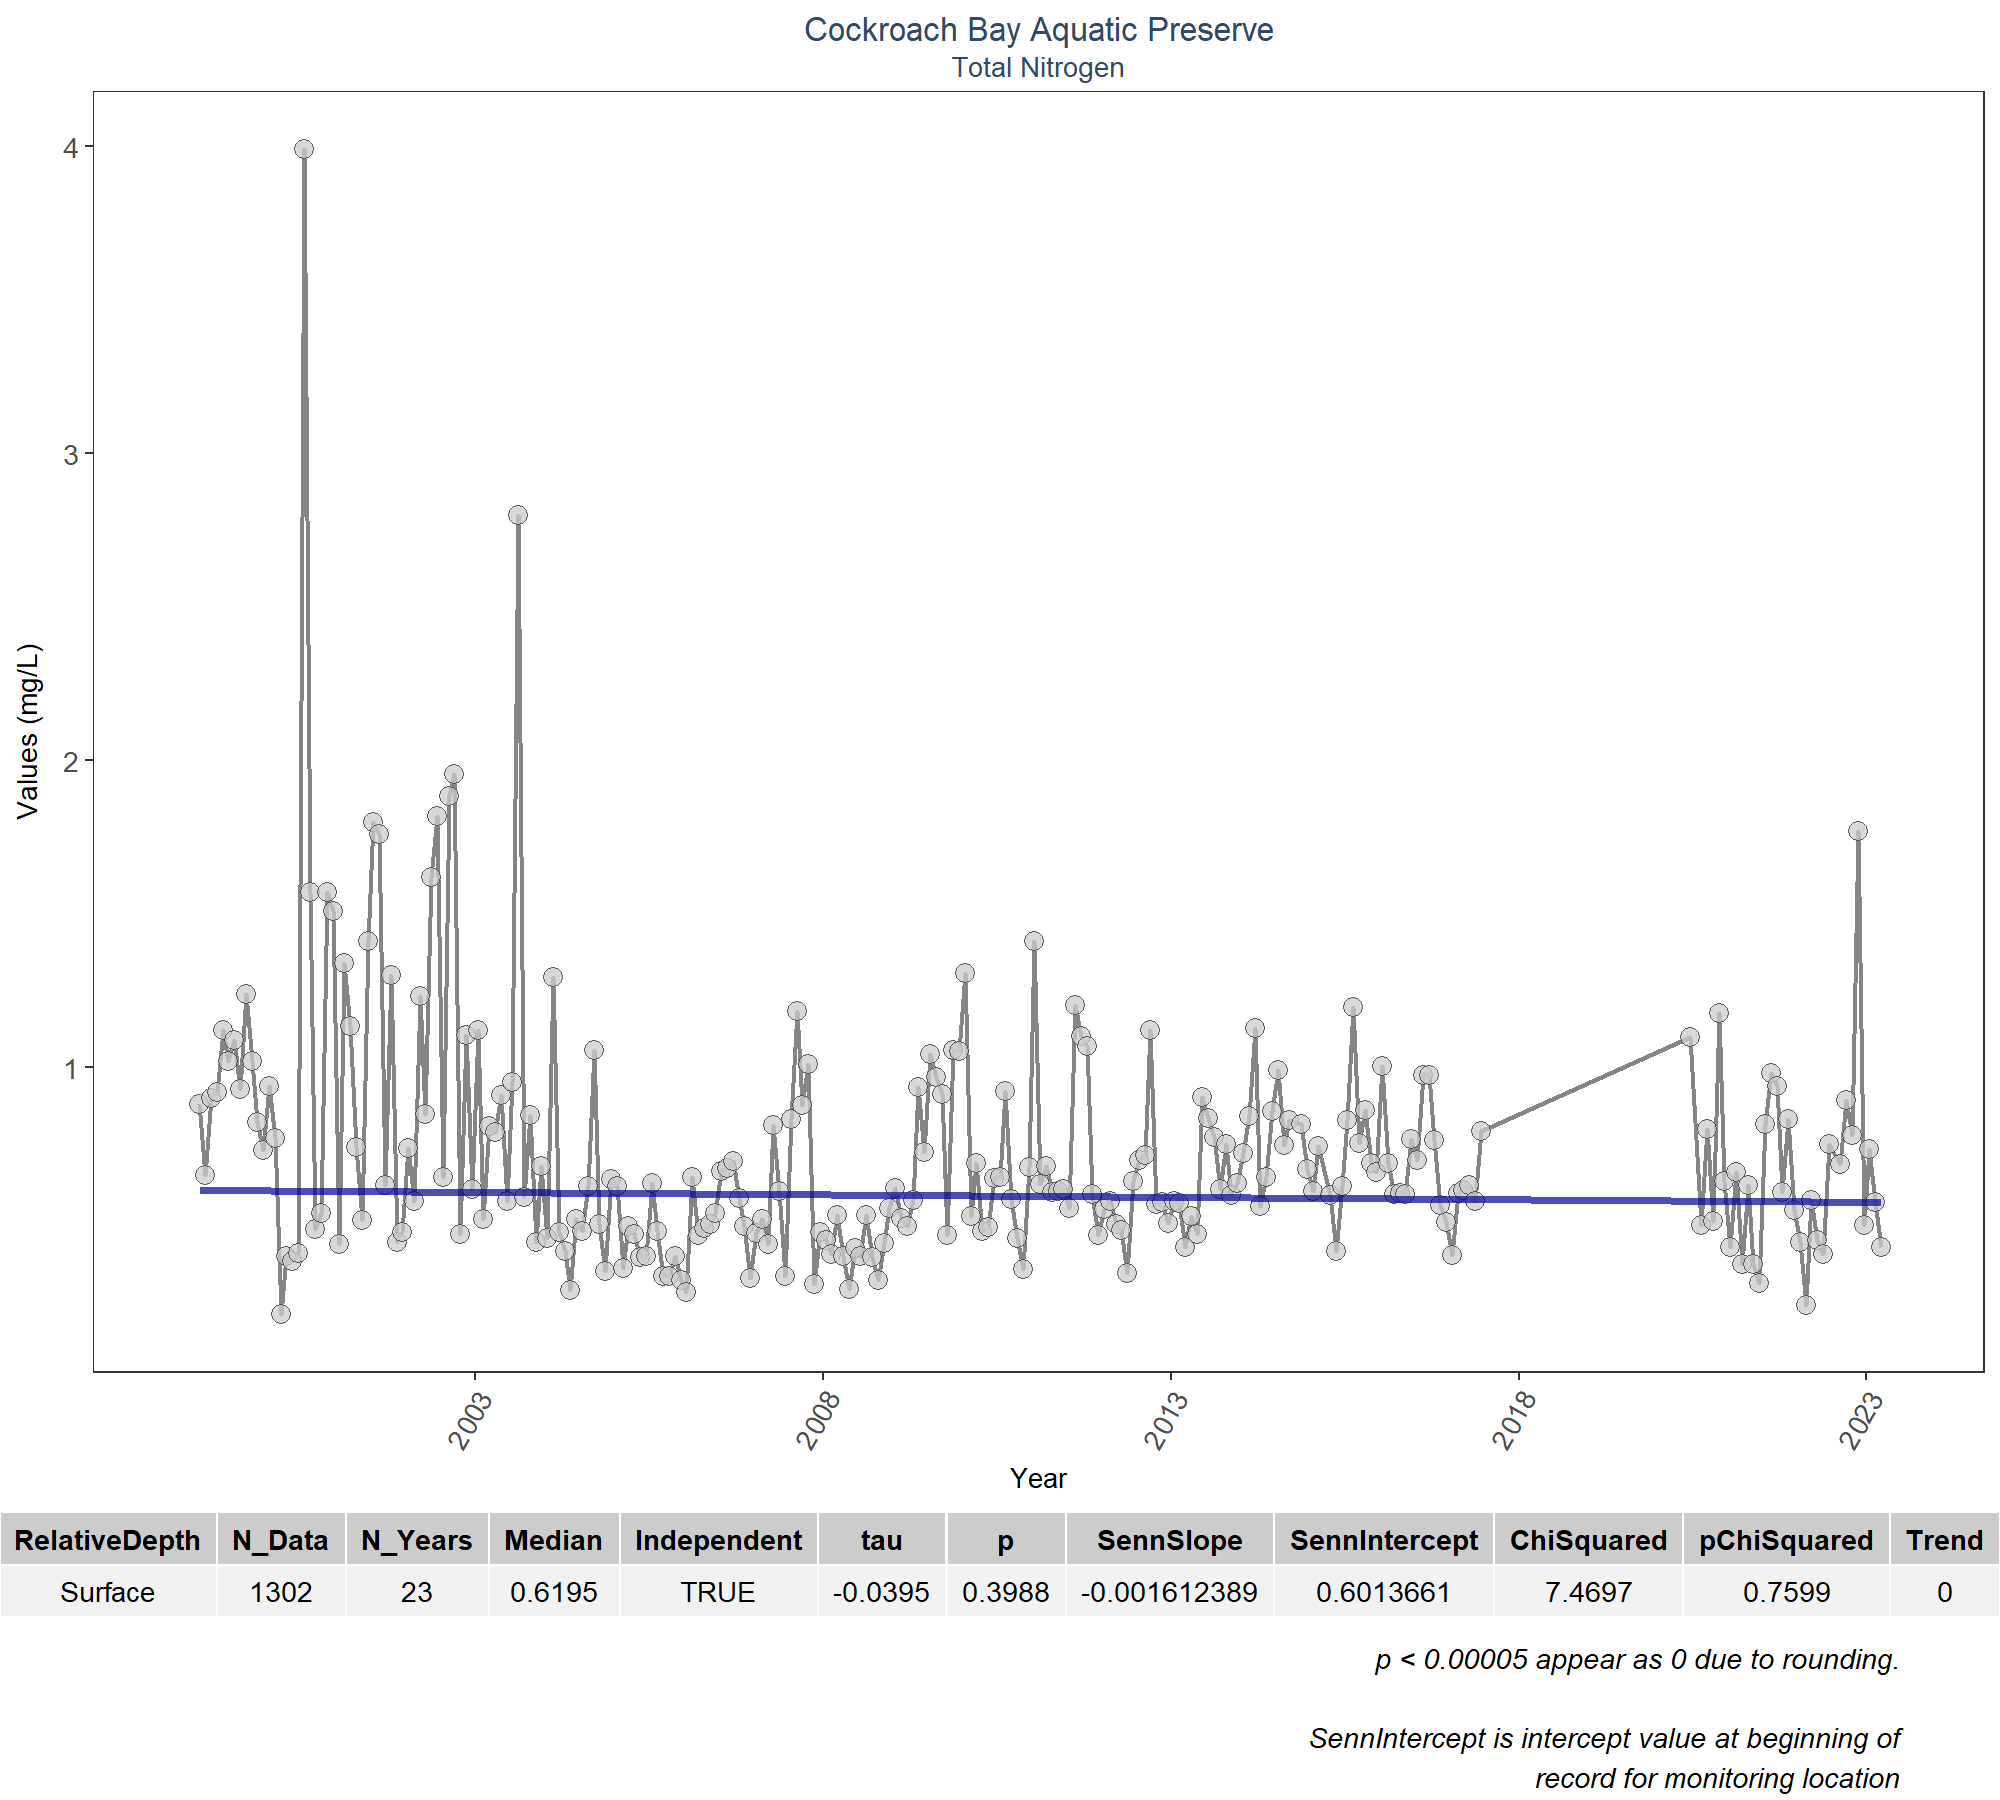 Cockroach Bay Aquatic Preserve
Total Nitrogen
4
3
2
1
Values (mg/L)
2003
2008
2013
2018
2023
Year
RelativeDepth N_Data N_Years Median Independent tau p SennSlope SennIntercept ChiSquared pChiSquared Trend
Surface 1302 23 0.6195 TRUE -0.0395 0.3988 -0.001612389 0.6013661 7.4697 0.7599 0
p < 0.00005 appear as 0 due to rounding.
SennIntercept is intercept value at beginning of
record for monitoring location